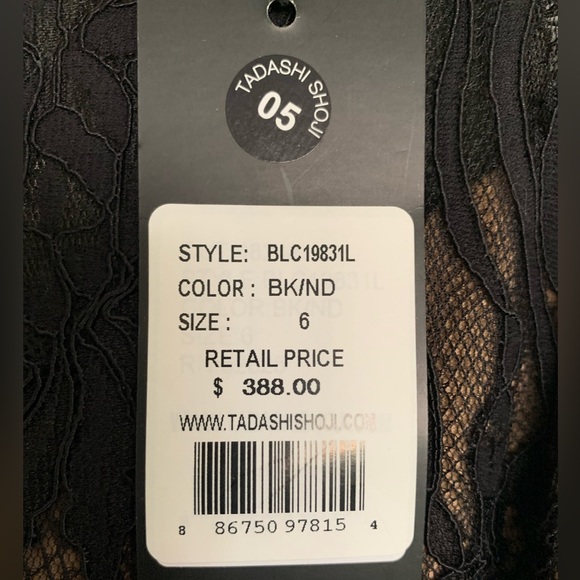 TADASHI SHOJI
05
STYLE: BLC19831L
COLOR : BK/ND
SIZE : 6
RETAIL PRICE
$ 388.00
WWW.TADASHISHOJI.COM
8 86750 97815 4